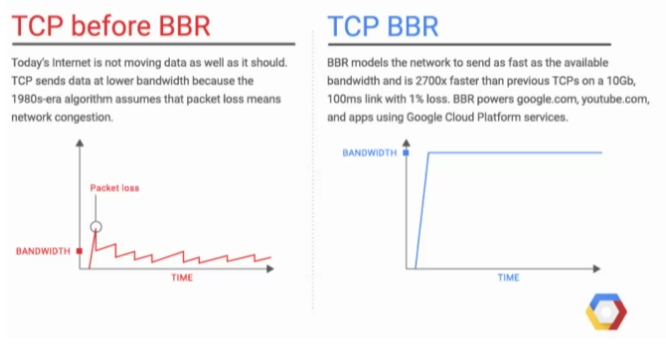 TCP before BBR
Today's Internet is not moving data as well as it should.
TCP sends data at lower bandwidth because the
1980s-era algorithm assumes that packet loss means
network congestion.
Packet loss
BANDWIDTH
TIME
TCP BBR
BBR models the network to send as fast as the available
bandwidth and is 2700x faster than previous TCPs on a 10Gb,
100ms link with 1% loss. BBR powers google.com, youtube.com,
and apps using Google Cloud Platform services.
BANDWIDTH
TIME